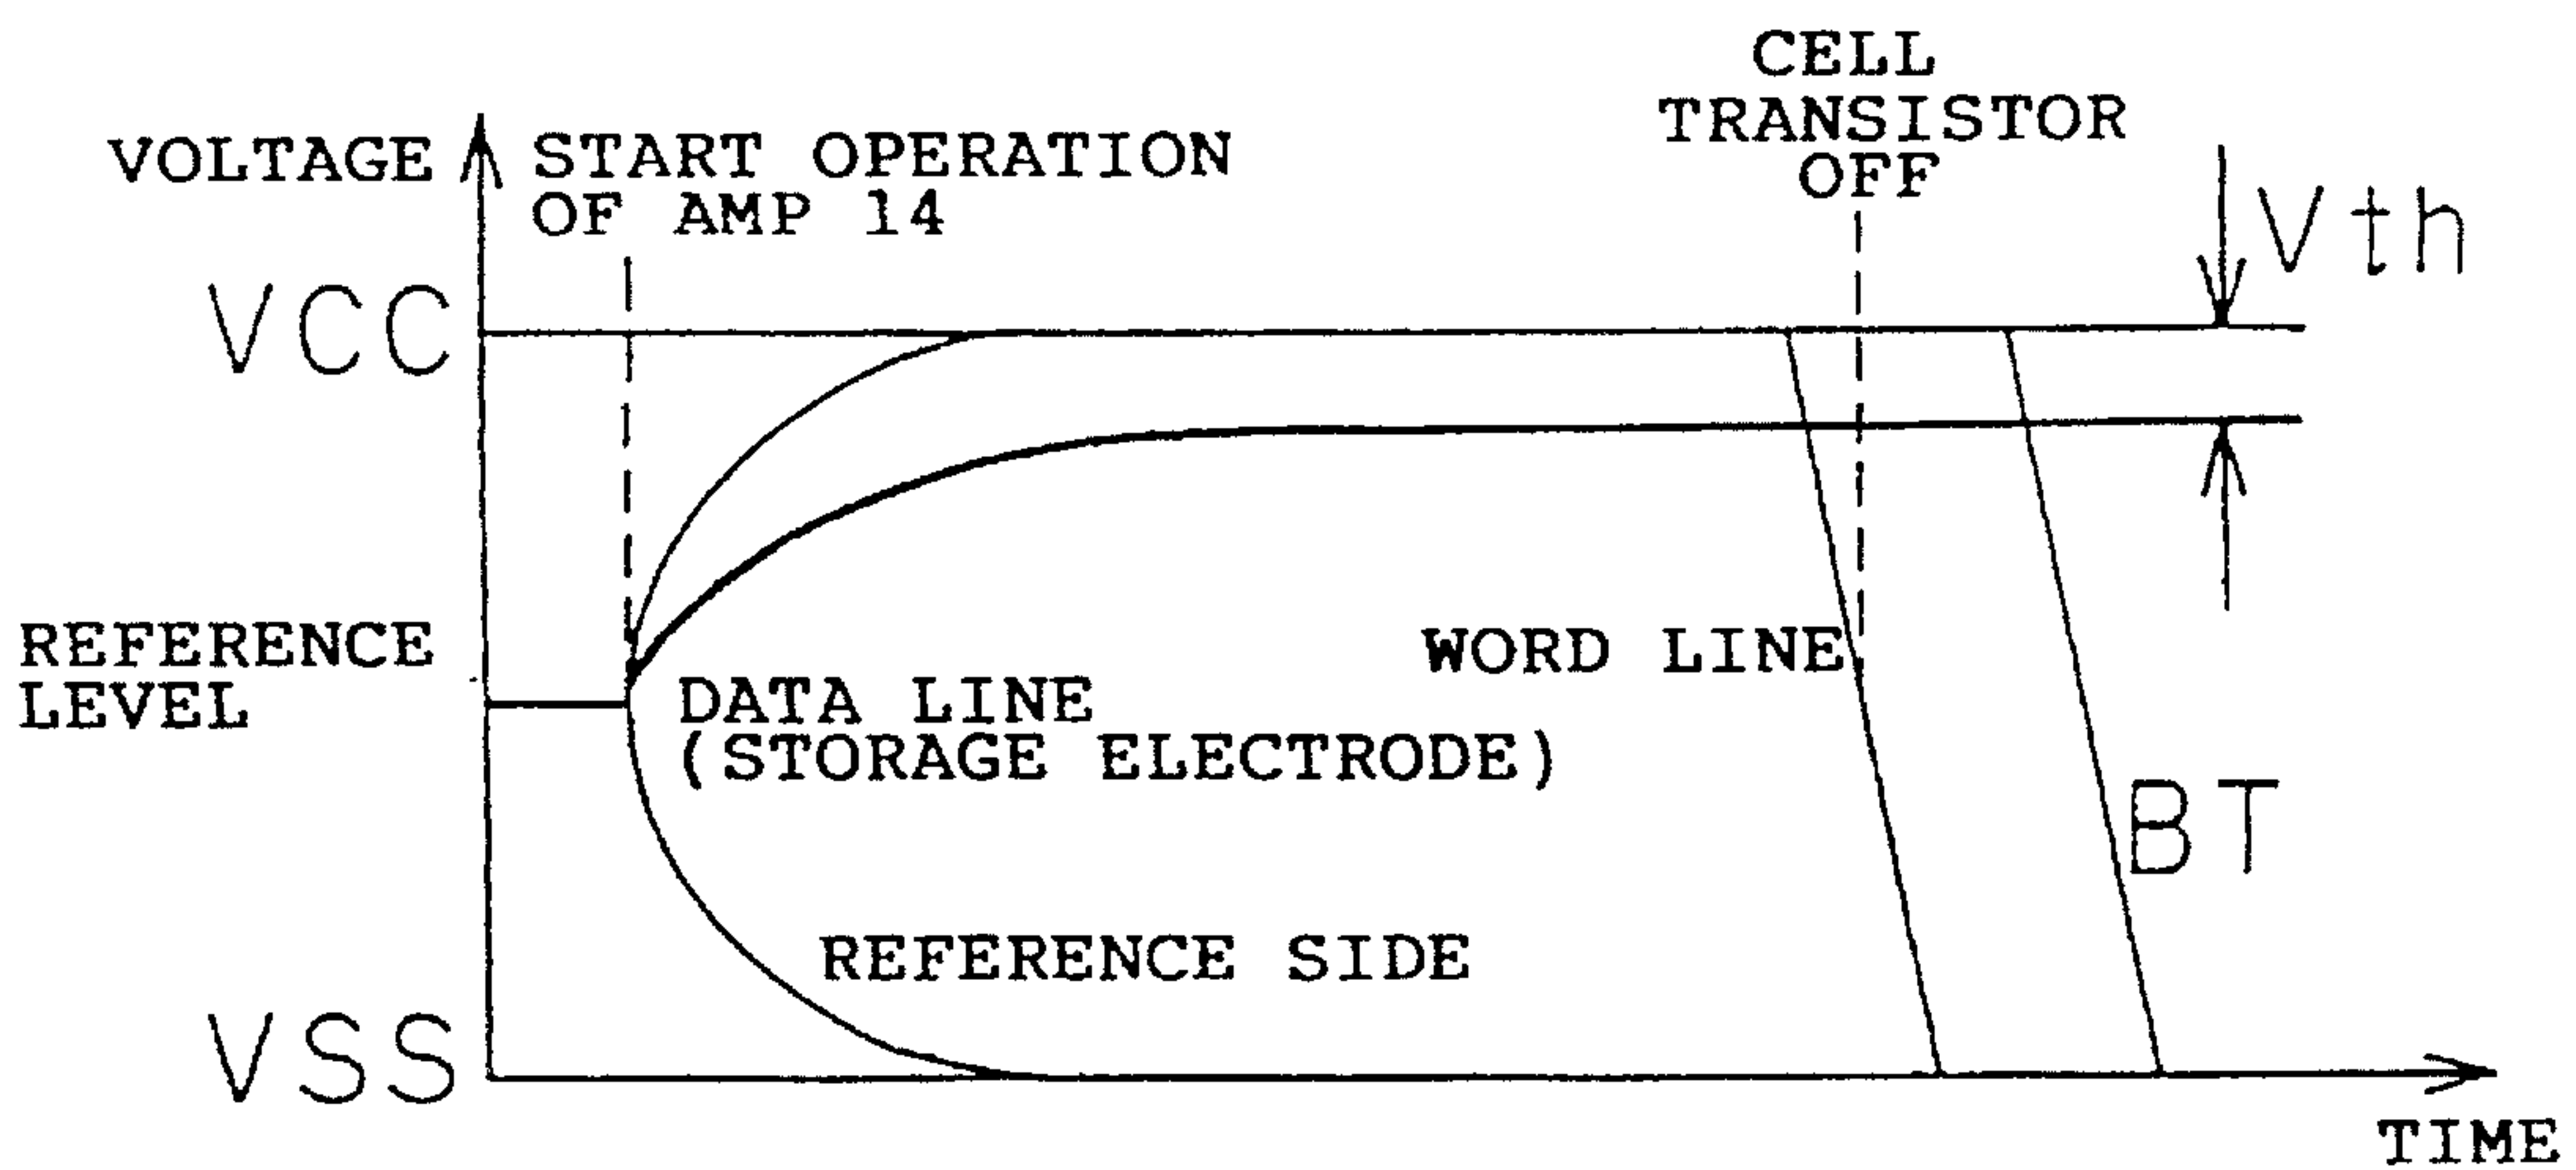 CELL
TRANSISTOR
OFF
VOLTAGE
START OPERATION
OF AMP 14
Vth
VCC
REFERENCE
LEVEL
WORD LINE
DATA LINE
(STORAGE ELECTRODE)
BT
REFERENCE SIDE
VSS
TIME